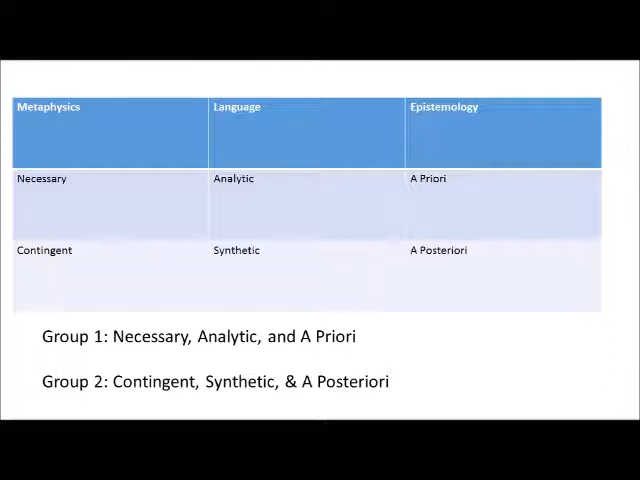 Metaphysics Language Epistemology
Necessary Analytic A Priori
Contingent Synthetic A Posteriori
Group 1: Necessary, Analytic, and A Priori
Group 2: Contingent, Synthetic, & A Posteriori